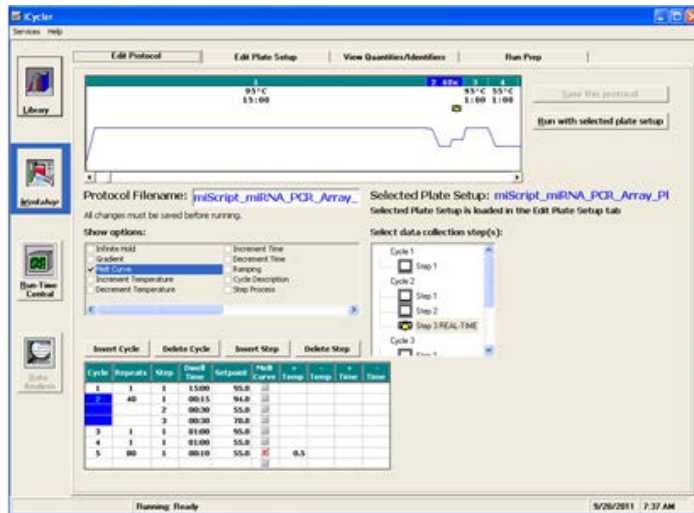 iCycler
Services Help
Edit Protocol Edit Plate Setup View Quantities/Identifiers Run Prep
Library
Workshop
Run-Time Central
Data Analysis
1 2 40x 3 4
95°C 95°C 55°C
15:00 1:00 1:00
Save this protocol
Run with selected plate setup
Protocol Filename: miScript_miRNA_PCR_Array_
Selected Plate Setup: miScript_miRNA_PCR_Array_Pl
All changes must be saved before running.
Selected Plate Setup is loaded in the Edit Plate Setup tab
Show options:
Infinite Hold Increment Time
Gradient Decrement Time
Melt Curve Ramping
Increment Temperature Cycle Description
Decrement Temperature Step Process
Select data collection step(s):
Cycle 1
Step 1
Cycle 2
Step 1
Step 2
Step 3 REAL-TIME
Cycle 3
Step 1
Insert Cycle Delete Cycle Insert Step Delete Step
Cycle Repeats Step Dwell Time Setpoint Melt Curve + Temp - Temp + Time - Time
1 1 1 15:00 95.0
2 40 1 00:15 94.0
2 00:30 55.0
3 00:30 70.0
3 1 1 01:00 95.0
4 1 1 01:00 55.0
5 80 1 00:10 55.0 0.5
Running: Ready
9/20/2011 7:37 AM